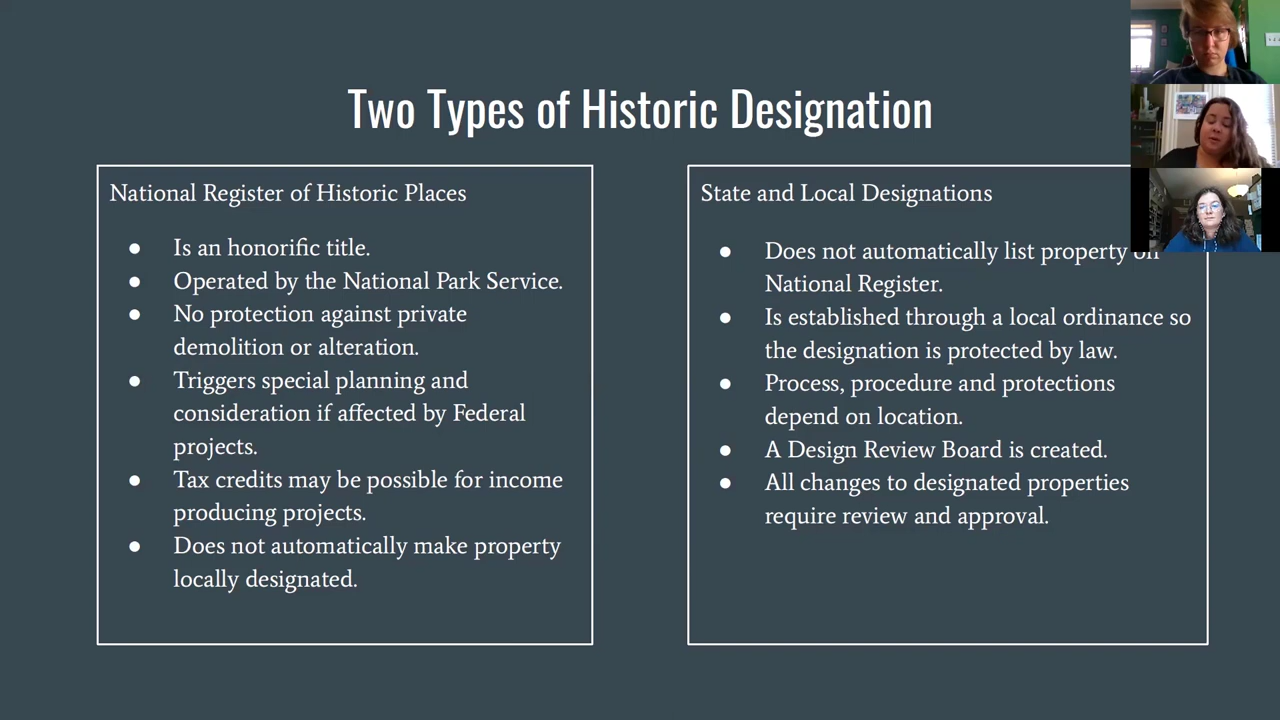 Two Types of Historic Designation
National Register of Historic Places
● Is an honorific title.
● Operated by the National Park Service.
● No protection against private
demolition or alteration.
● Triggers special planning and
consideration if affected by Federal
projects.
● Tax credits may be possible for income
producing projects.
● Does not automatically make property
locally designated.
State and Local Designations
● Does not automatically list property on
National Register.
● Is established through a local ordinance so
the designation is protected by law.
● Process, procedure and protections
depend on location.
● A Design Review Board is created.
● All changes to designated properties
require review and approval.